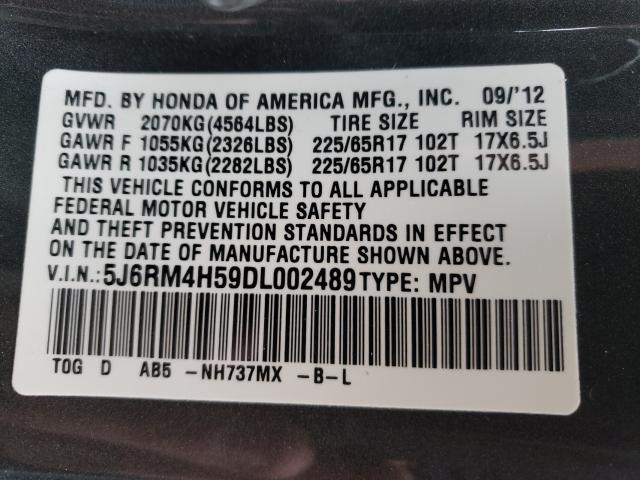 MFD. BY HONDA OF AMERICA MFG., INC. 09/'12
GVWR 2070KG(4564LBS) TIRE SIZE RIM SIZE
GAWR F 1055KG(2326LBS) 225/65R17 102T 17X6.5J
GAWR R 1035KG(2282LBS) 225/65R17 102T 17X6.5J
THIS VEHICLE CONFORMS TO ALL APPLICABLE
FEDERAL MOTOR VEHICLE SAFETY
AND THEFT PREVENTION STANDARDS IN EFFECT
ON THE DATE OF MANUFACTURE SHOWN ABOVE.
V.I.N.:5J6RM4H59DL002489 TYPE: MPV
TOG D AB5 -NH737MX -B-L